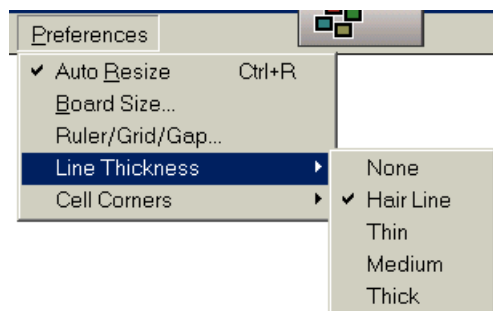 Preferences
Auto Resize Ctrl+R
Board Size...
Ruler/Grid/Gap...
Line Thickness
Cell Corners
None
Hair Line
Thin
Medium
Thick